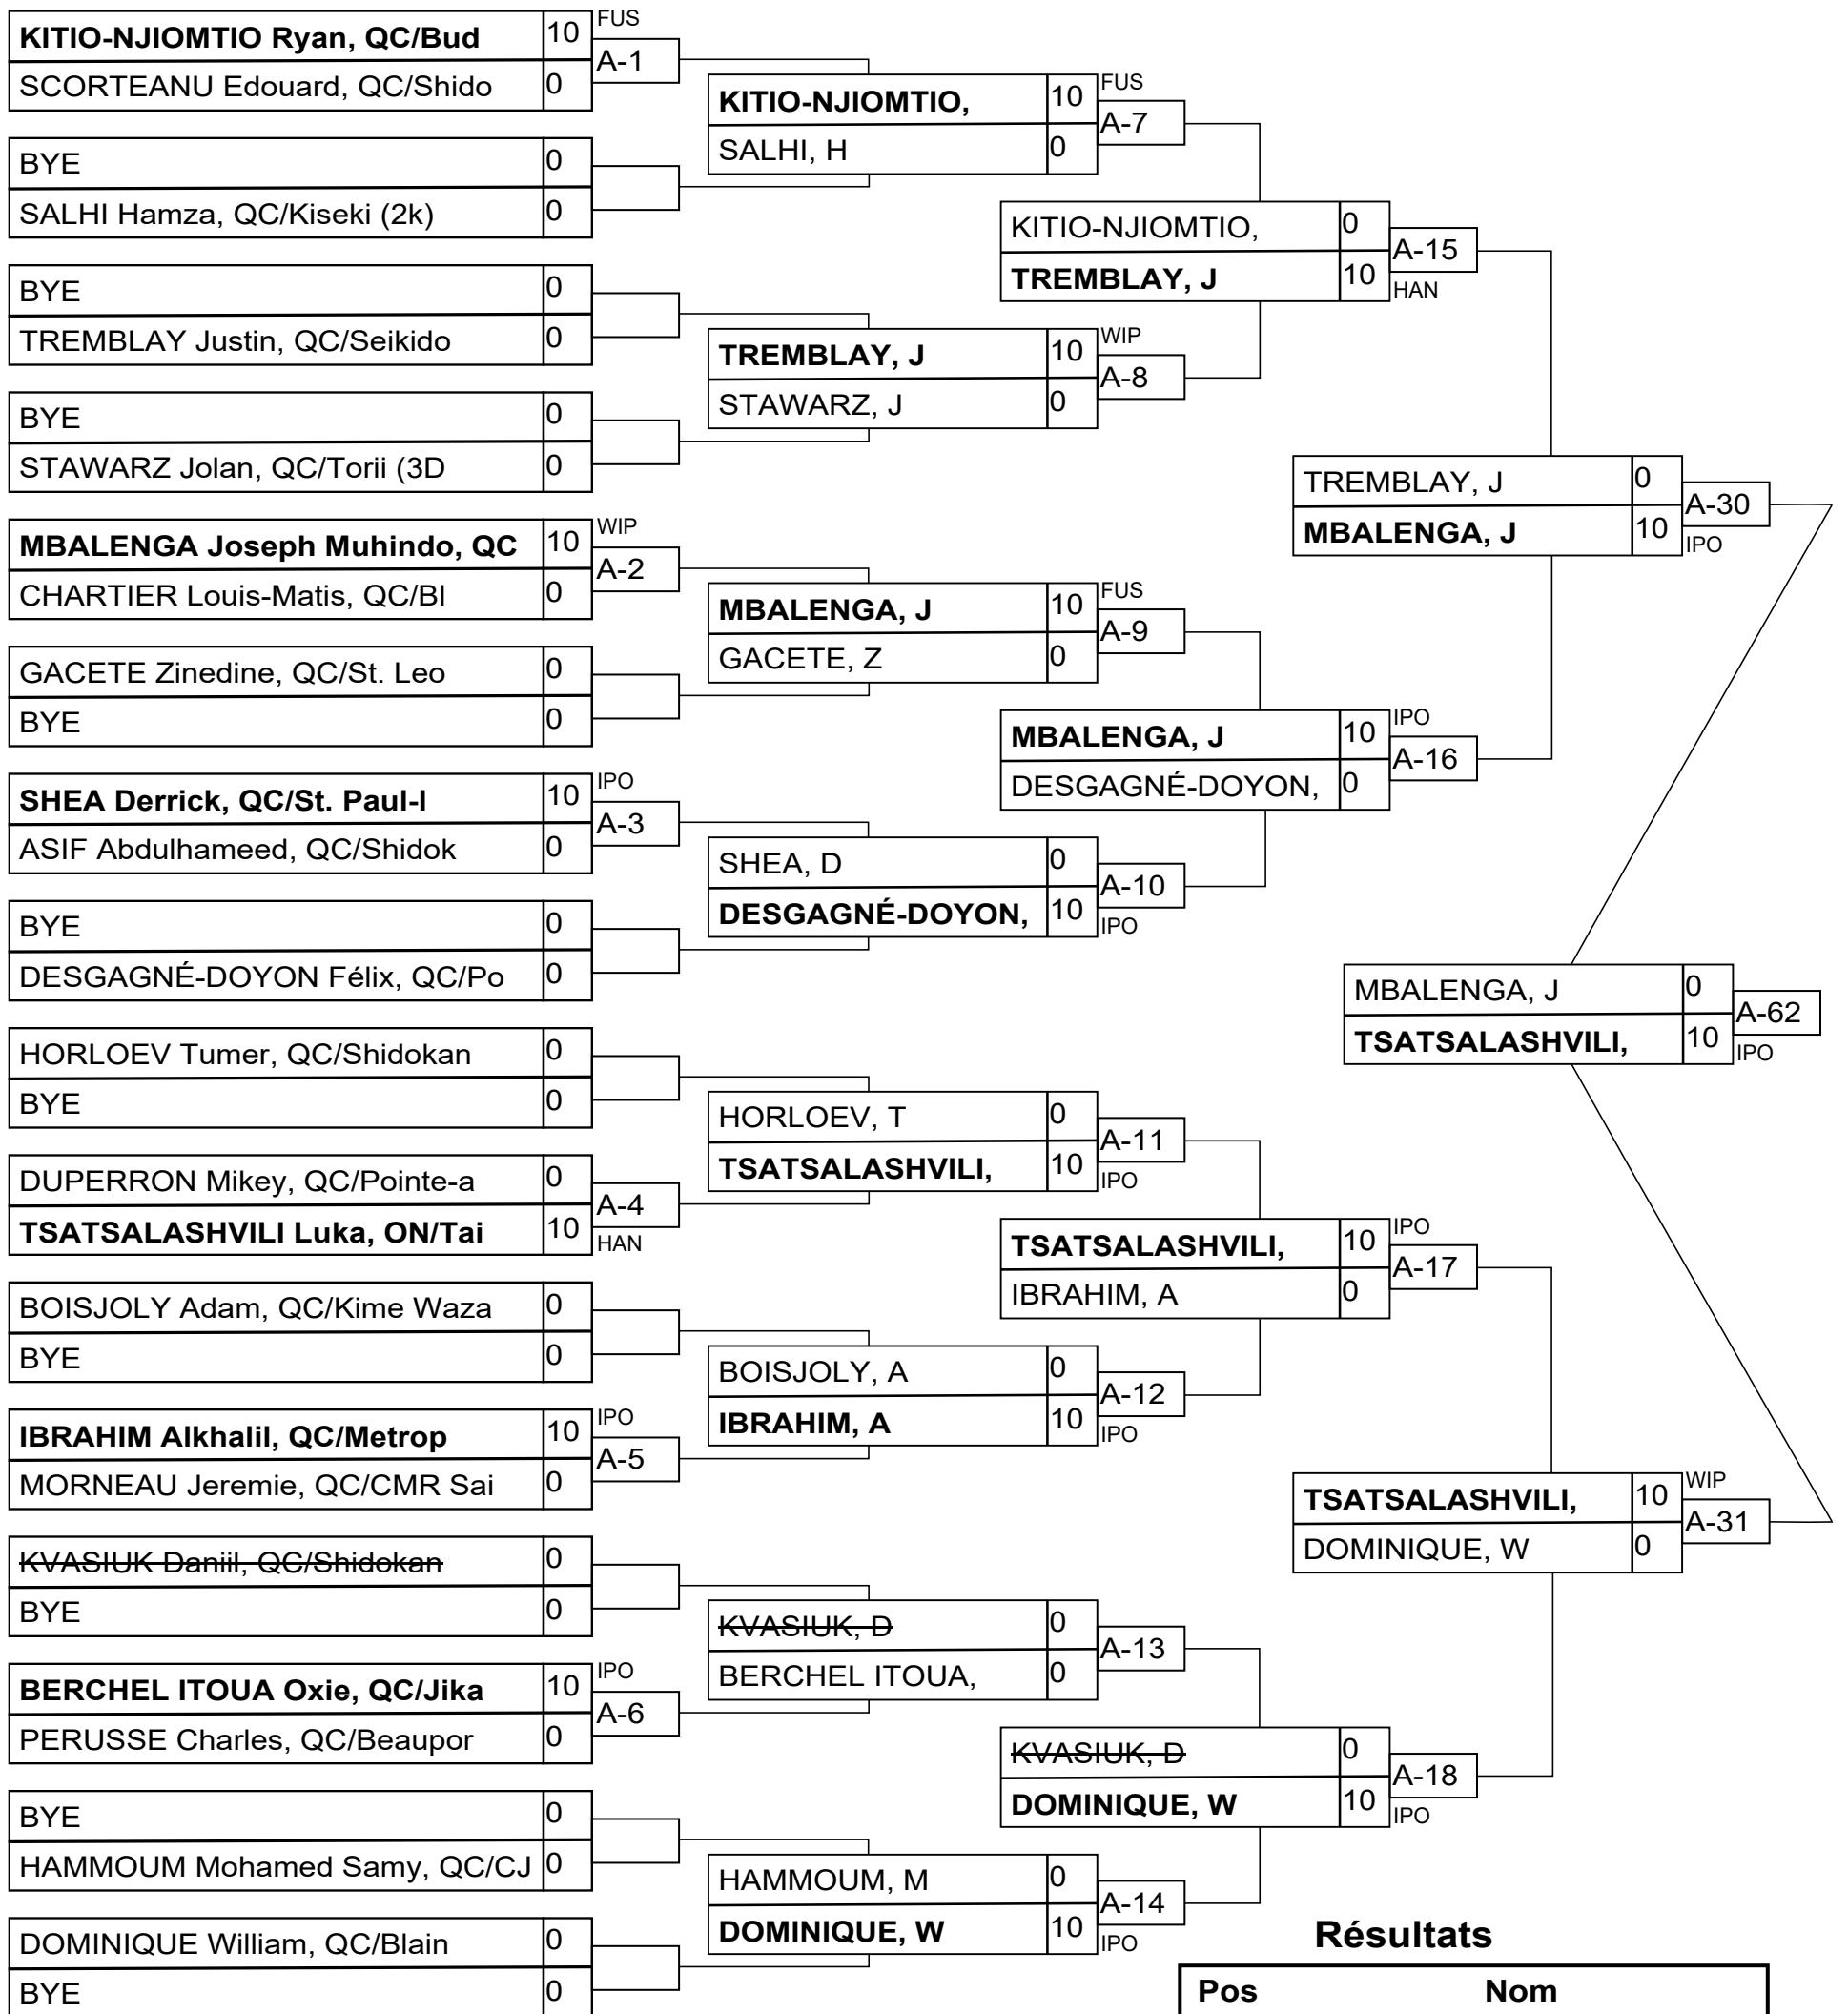 FUS
KITIO-NJIOMTIO Ryan, QC/Bud 10
A-1
SCORTEANU Edouard, QC/Shido 0
BYE 0
SALHI Hamza, QC/Kiseki (2k) 0
BYE 0
TREMBLAY Justin, QC/Seikido 0
BYE 0
STAWARZ Jolan, QC/Torii (3D 0
WIP
MBALENGA Joseph Muhindo, QC 10
A-2
CHARTIER Louis-Matis, QC/Bl 0
GACETE Zinedine, QC/St. Leo 0
BYE 0
IPO
SHEA Derrick, QC/St. Paul-l 10
A-3
ASIF Abdulhameed, QC/Shidok 0
BYE 0
DESGAGNÉ-DOYON Félix, QC/Po 0
HORLOEV Tumer, QC/Shidokan 0
BYE 0
DUPERRON Mikey, QC/Pointe-a 0
A-4
TSATSALASHVILI Luka, ON/Tai 10
HAN
BOISJOLY Adam, QC/Kime Waza 0
BYE 0
IPO
IBRAHIM Alkhalil, QC/Metrop 10
A-5
MORNEAU Jeremie, QC/CMR Sai 0
KVASIUK Daniil, QC/Shidokan 0
BYE 0
IPO
BERCHEL ITOUA Oxie, QC/Jika 10
A-6
PERUSSE Charles, QC/Beaupor 0
BYE 0
HAMMOUM Mohamed Samy, QC/CJ 0
DOMINIQUE William, QC/Blain 0
BYE 0
FUS
KITIO-NJIOMTIO, 10
A-7
SALHI, H 0
WIP
TREMBLAY, J 10
A-8
STAWARZ, J 0
FUS
MBALENGA, J 10
A-9
GACETE, Z 0
SHEA, D 0
A-10
DESGAGNÉ-DOYON, 10
IPO
HORLOEV, T 0
A-11
TSATSALASHVILI, 10
IPO
BOISJOLY, A 0
A-12
IBRAHIM, A 10
IPO
KVASIUK, D 0
A-13
BERCHEL ITOUA, 0
HAMMOUM, M 0
A-14
DOMINIQUE, W 10
IPO
KITIO-NJIOMTIO, 0
A-15
TREMBLAY, J 10
HAN
IPO
MBALENGA, J 10
A-16
DESGAGNÉ-DOYON, 0
IPO
TSATSALASHVILI, 10
A-17
IBRAHIM, A 0
KVASIUK, D 0
A-18
DOMINIQUE, W 10
IPO
TREMBLAY, J 0
A-30
MBALENGA, J 10
IPO
WIP
TSATSALASHVILI, 10
A-31
DOMINIQUE, W 0
MBALENGA, J 0
A-62
TSATSALASHVILI, 10
IPO
Résultats
Pos Nom